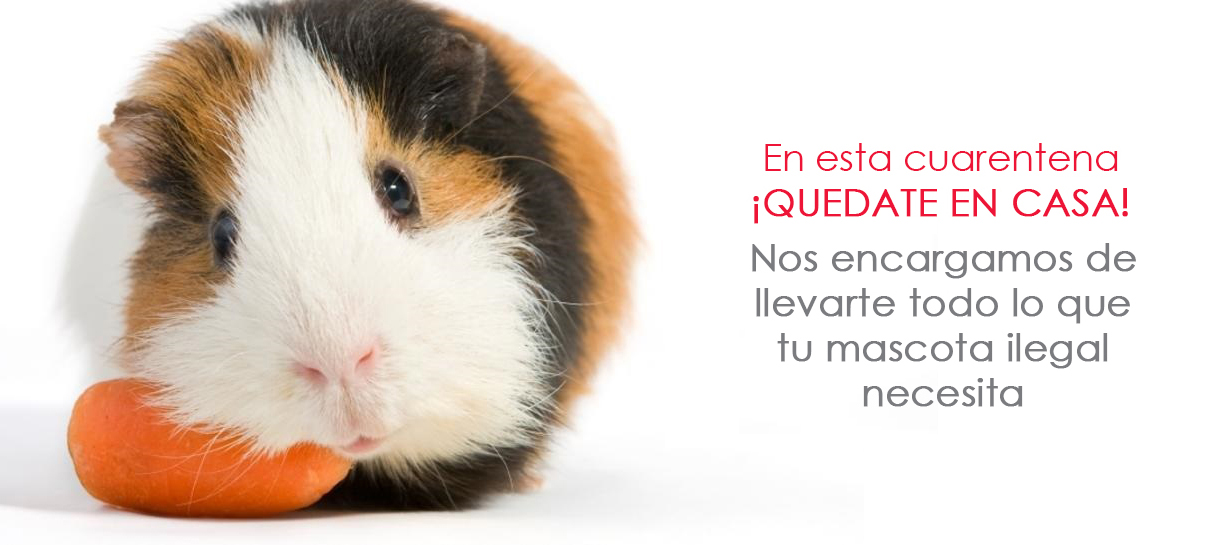 En esta cuarentena
¡QUEDATE EN CASA!
Nos encargamos de
llevarte todo lo que
tu mascota ilegal
necesita